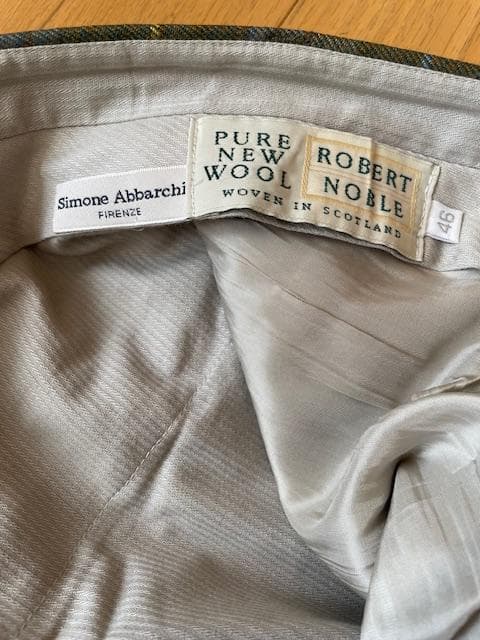 Simone Abbarchi
FIRENZE
PURE
NEW
WOOL
ROBERT
NOBLE
WOVEN IN SCOTLAND
46